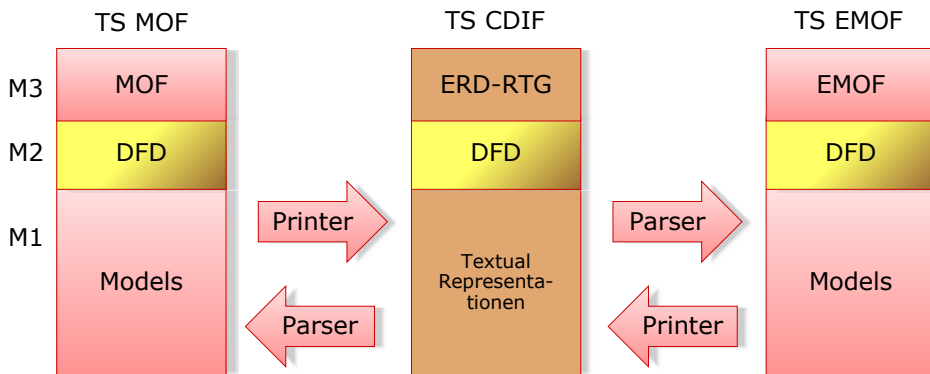 TS MOF
TS CDIF
TS EMOF
M3
MOF
ERD-RTG
EMOF
M2
DFD
DFD
DFD
M1
Printer
Parser
Models
Textual
Representa-
tionen
Models
Parser
Printer